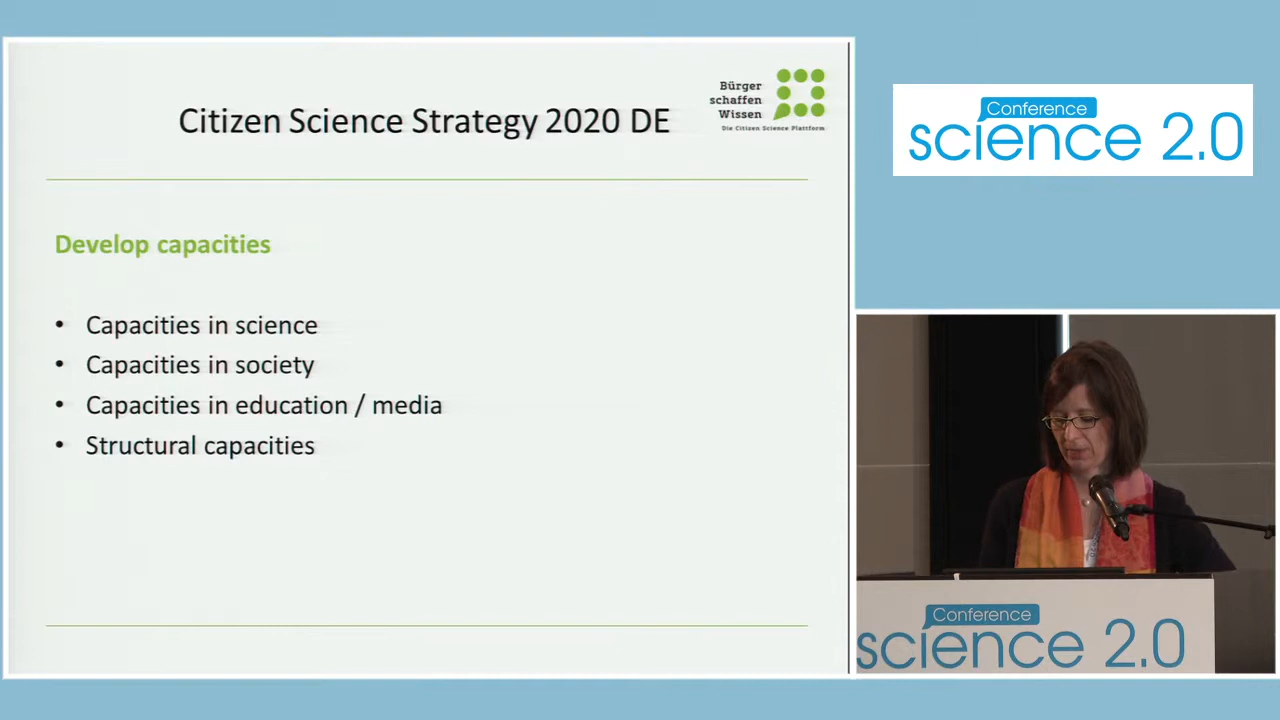 Citizen Science Strategy 2020 DE
Bürger
schaffen
Wissen
Die Citizen Science Plattform
Develop capacities
• Capacities in science
• Capacities in society
• Capacities in education / media
• Structural capacities
Conference
science 2.0
Conference
science 2.0